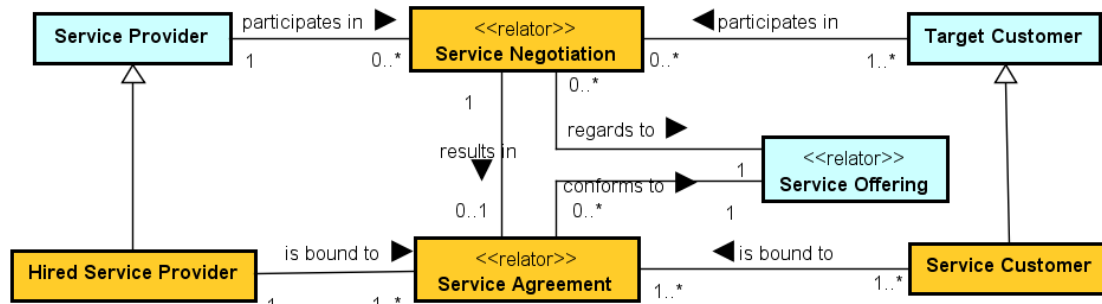 participates in
<<relator>>
participates in
Service Provider
Service Negotiation
Target Customer
1
0..*
0..*
1..*
1
0..*
regards to
results in
<<relator>>
Service Offering
conforms to
1
0..1
0..*
1
is bound to
<<relator>>
is bound to
Hired Service Provider
Service Agreement
Service Customer
1
1..*
1..*
1..*